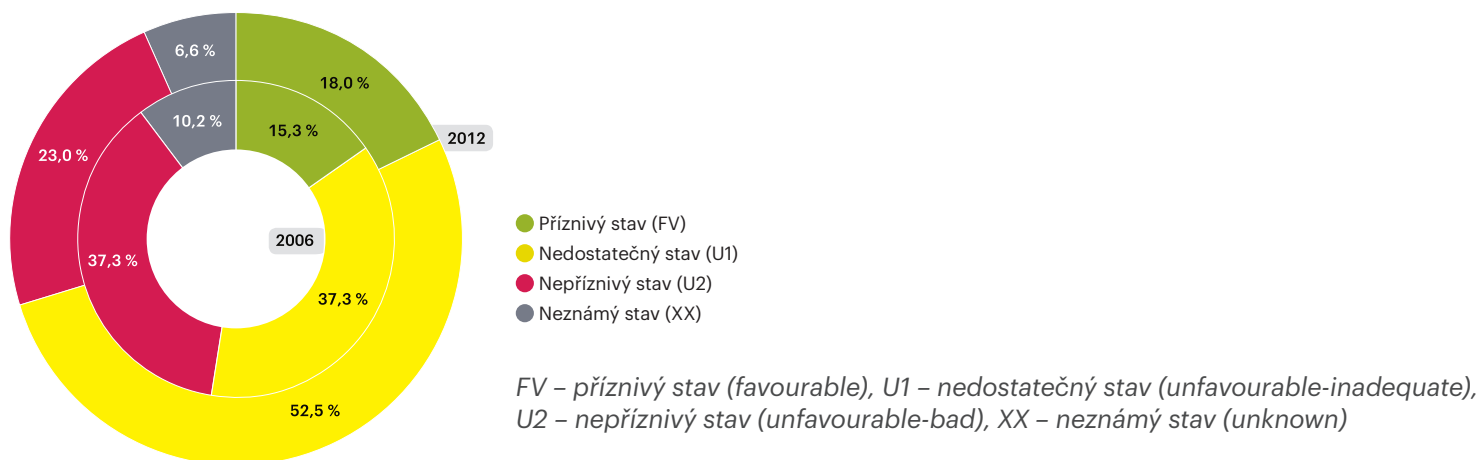 6,6 %
18,0 %
10,2 %
15,3 %
2012
23,0 %
2006
37,3 %
37,3 %
52,5 %
Příznivý stav (FV)
Nedostatečný stav (U1)
Nepříznivý stav (U2)
Neznámý stav (XX)
FV – příznivý stav (favourable), U1 – nedostatečný stav (unfavourable-inadequate),
U2 – nepříznivý stav (unfavourable-bad), XX – neznámý stav (unknown)